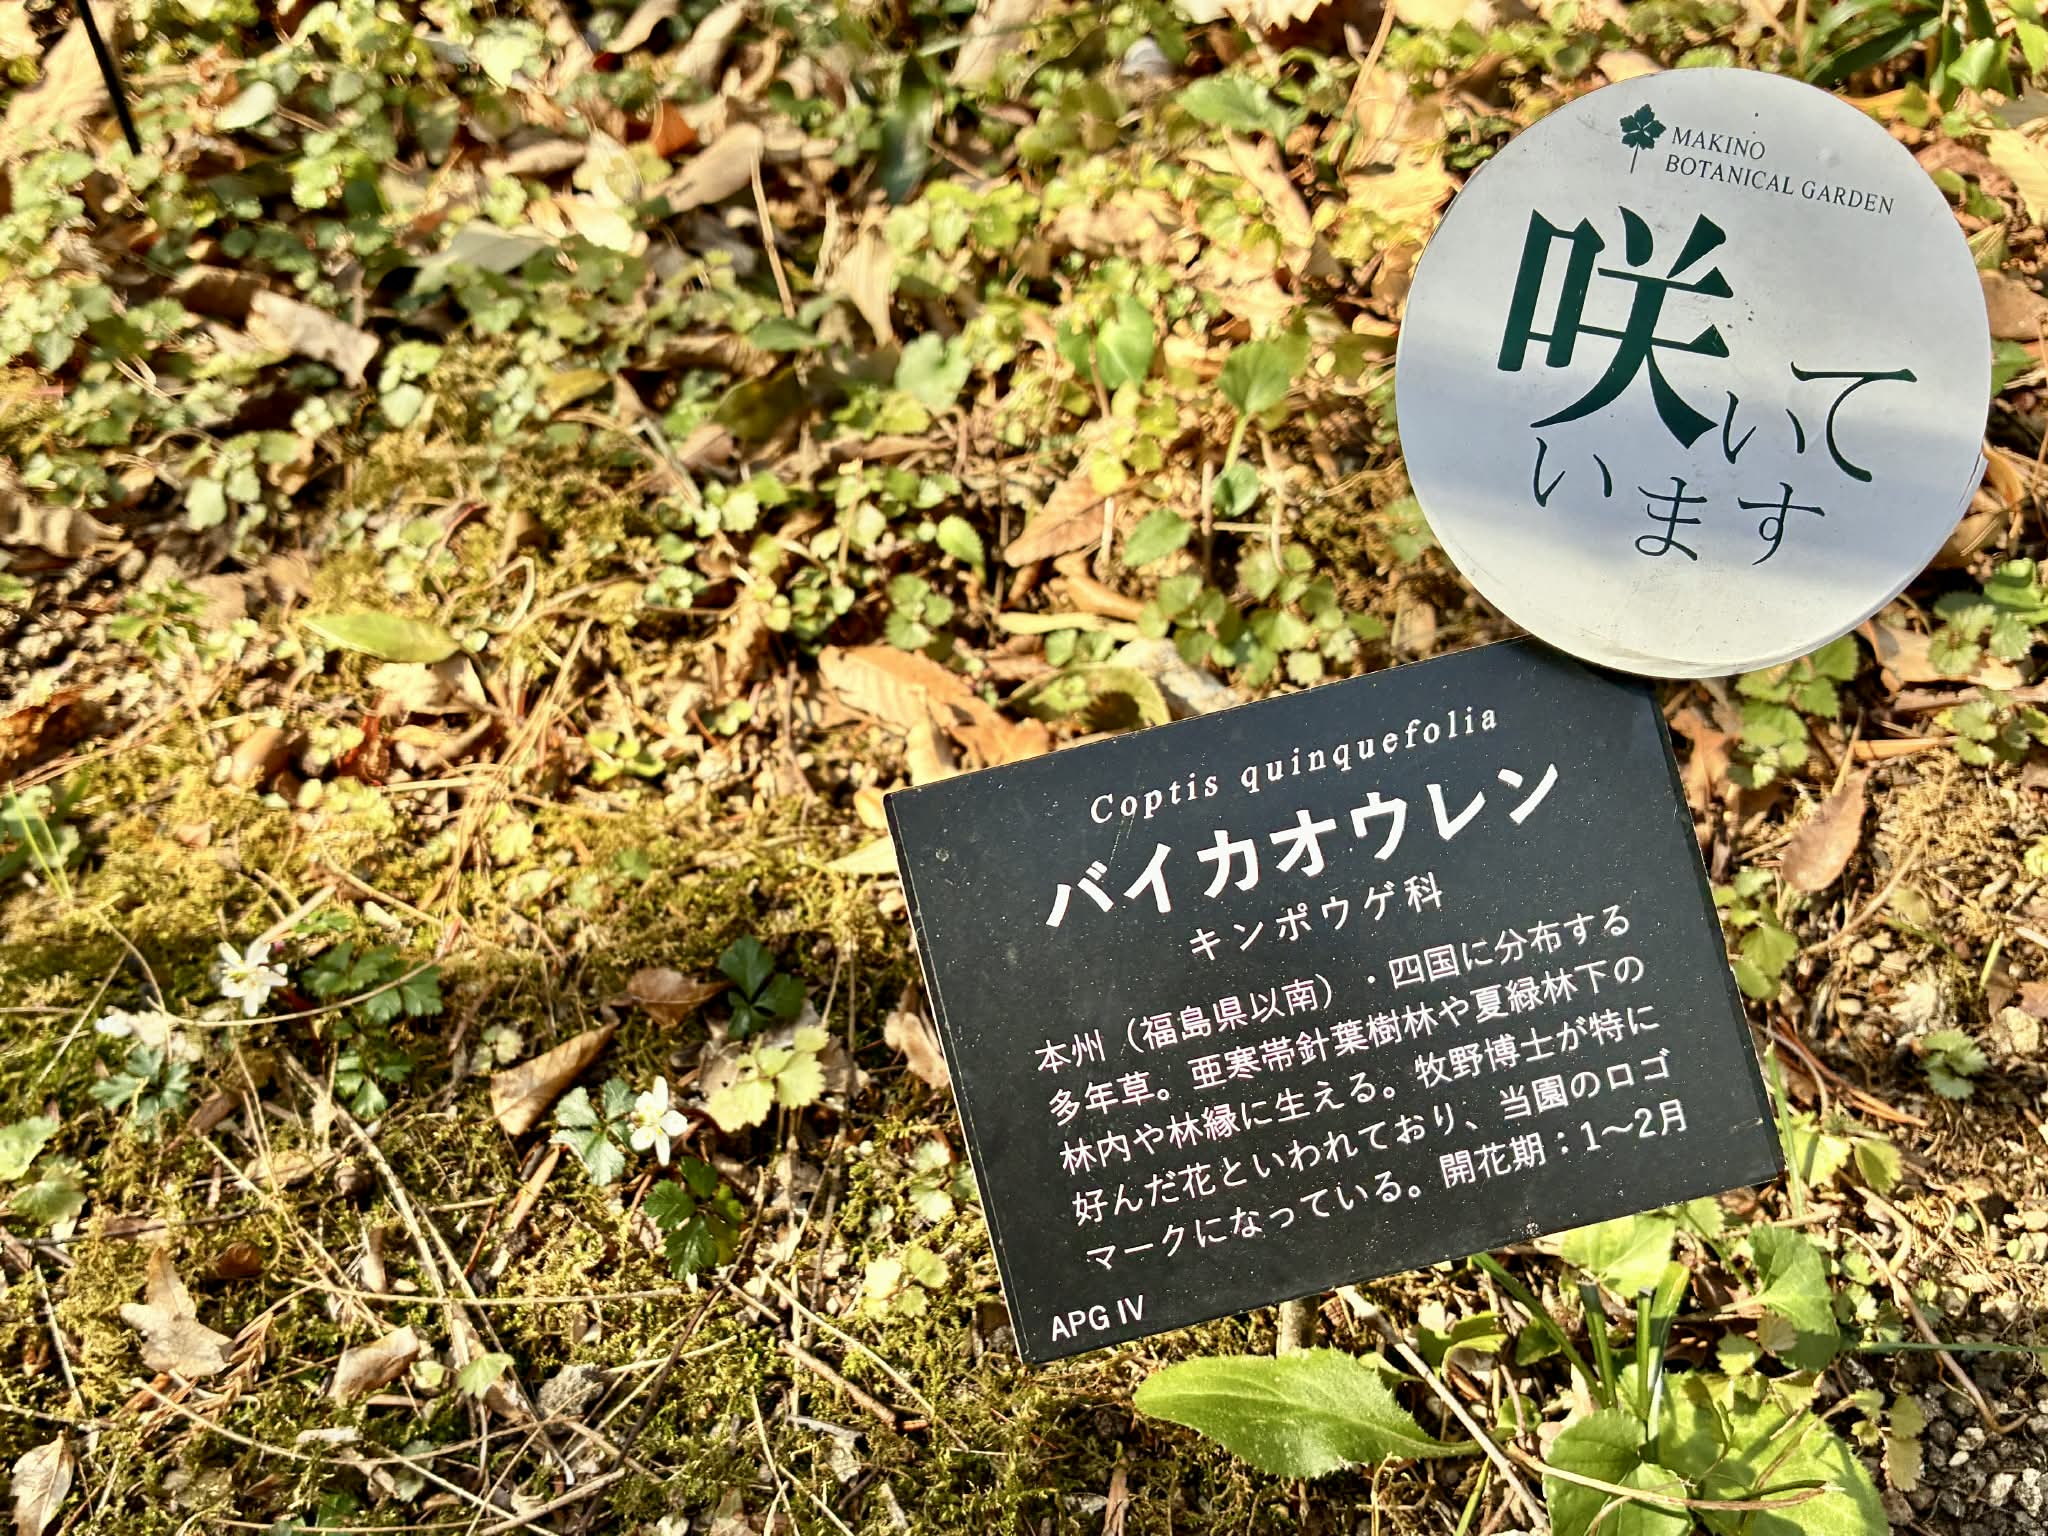 MAKINO
BOTANICAL GARDEN
咲いて
います
Coptis quinquefolia
バイカオウレン
キンポウゲ科
本州（福島県以南）・四国に分布する
多年草。亜寒帯針葉樹林や夏緑林下の
林内や林縁に生える。牧野博士が特に
好んだ花といわれており、当園のロゴ
マークになっている。開花期：1〜2月
APG IV